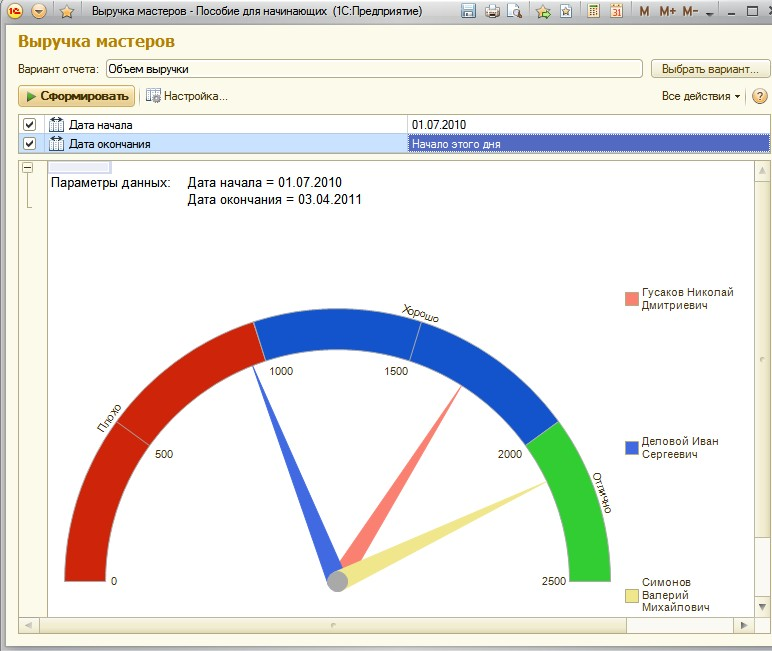 Выручка мастеров - Пособие для начинающих (1С:Предприятие)
M M+ M-
31
Выручка мастеров
Вариант отчета: Объем выручки Выбрать вариант...
Сформировать Настройка... Все действия ?
Дата начала 01.07.2010
Дата окончания Начало этого дня
Параметры данных: Дата начала = 01.07.2010
Дата окончания = 03.04.2011
Гусаков Николай
Дмитриевич
Хорошо
1000 1500
Плохо
500 2000
Деловой Иван
Сергеевич
Отлично
0 2500
Симонов
Валерий
Михайлович